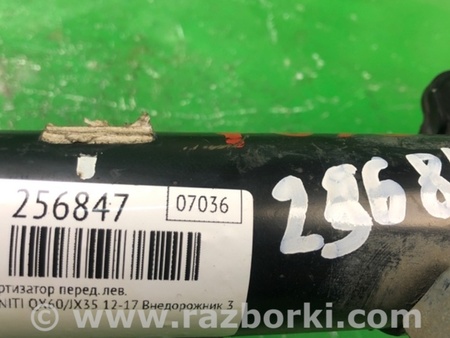 256847
07036
ртизатор перед. лев.
NITI QX60/JX35 12-17 Внедорожник 3
2568
© www.razborki.com